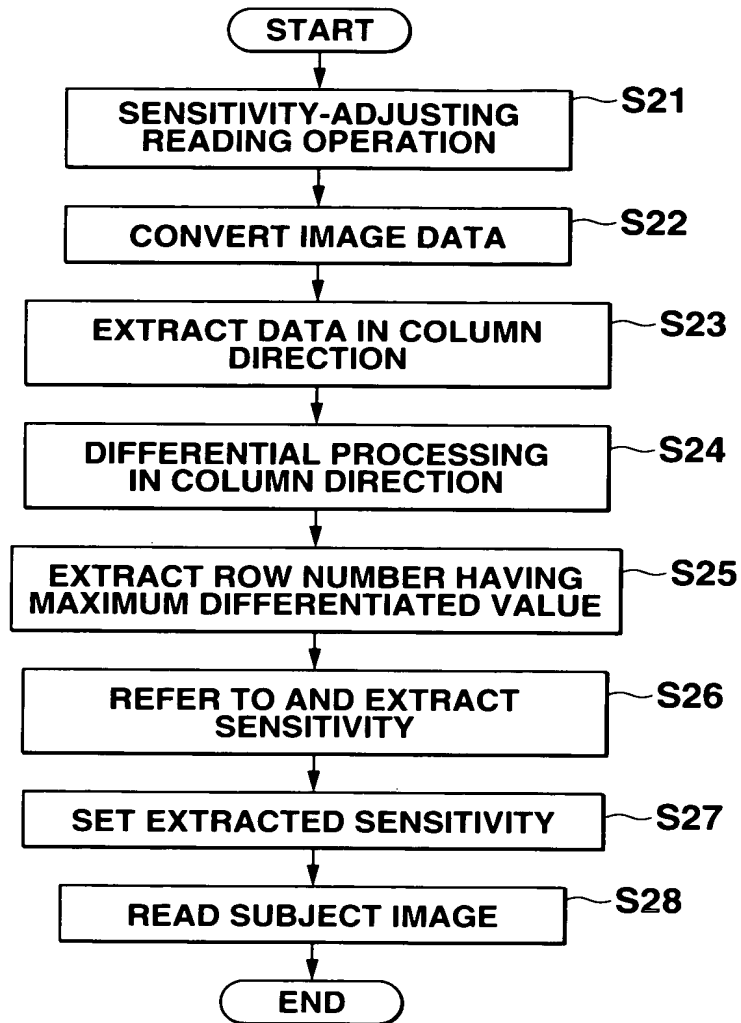 START
SENSITIVITY-ADJUSTING
READING OPERATION
S21
CONVERT IMAGE DATA
S22
EXTRACT DATA IN COLUMN
DIRECTION
S23
DIFFERENTIAL PROCESSING
IN COLUMN DIRECTION
S24
EXTRACT ROW NUMBER HAVING
MAXIMUM DIFFERENTIATED VALUE
S25
REFER TO AND EXTRACT
SENSITIVITY
S26
SET EXTRACTED SENSITIVITY
S27
READ SUBJECT IMAGE
S28
END